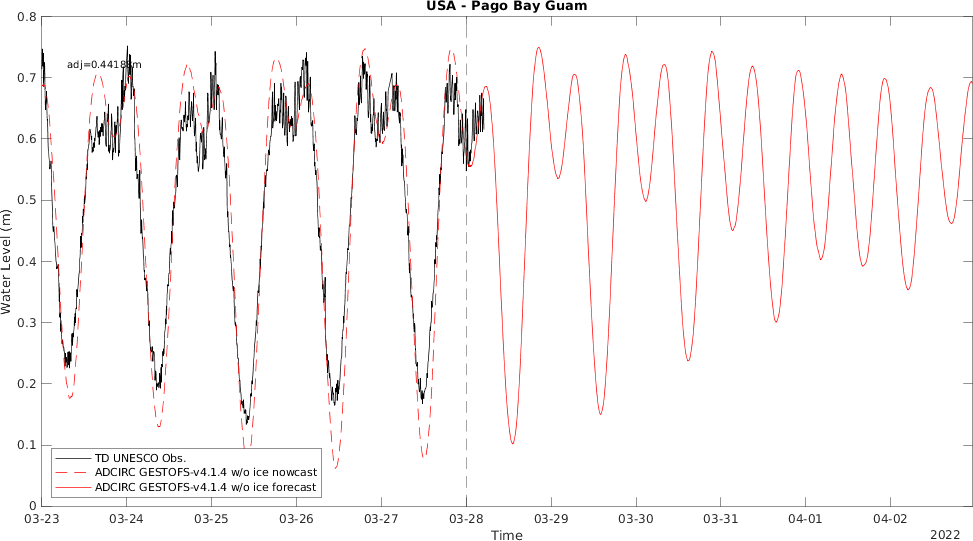 USA - Pago Bay Guam
0.8
0.7
0.6
0.5
0.4
0.3
0.2
0.1
0
Water Level (m)
TD UNESCO Obs.
ADCIRC GESTOFS-v4.1.4 w/o ice nowcast
ADCIRC GESTOFS-v4.1.4 w/o ice forecast
03-23 03-24 03-25 03-26 03-27 03-28 03-29 03-30 03-31 04-01 04-02
Time
2022